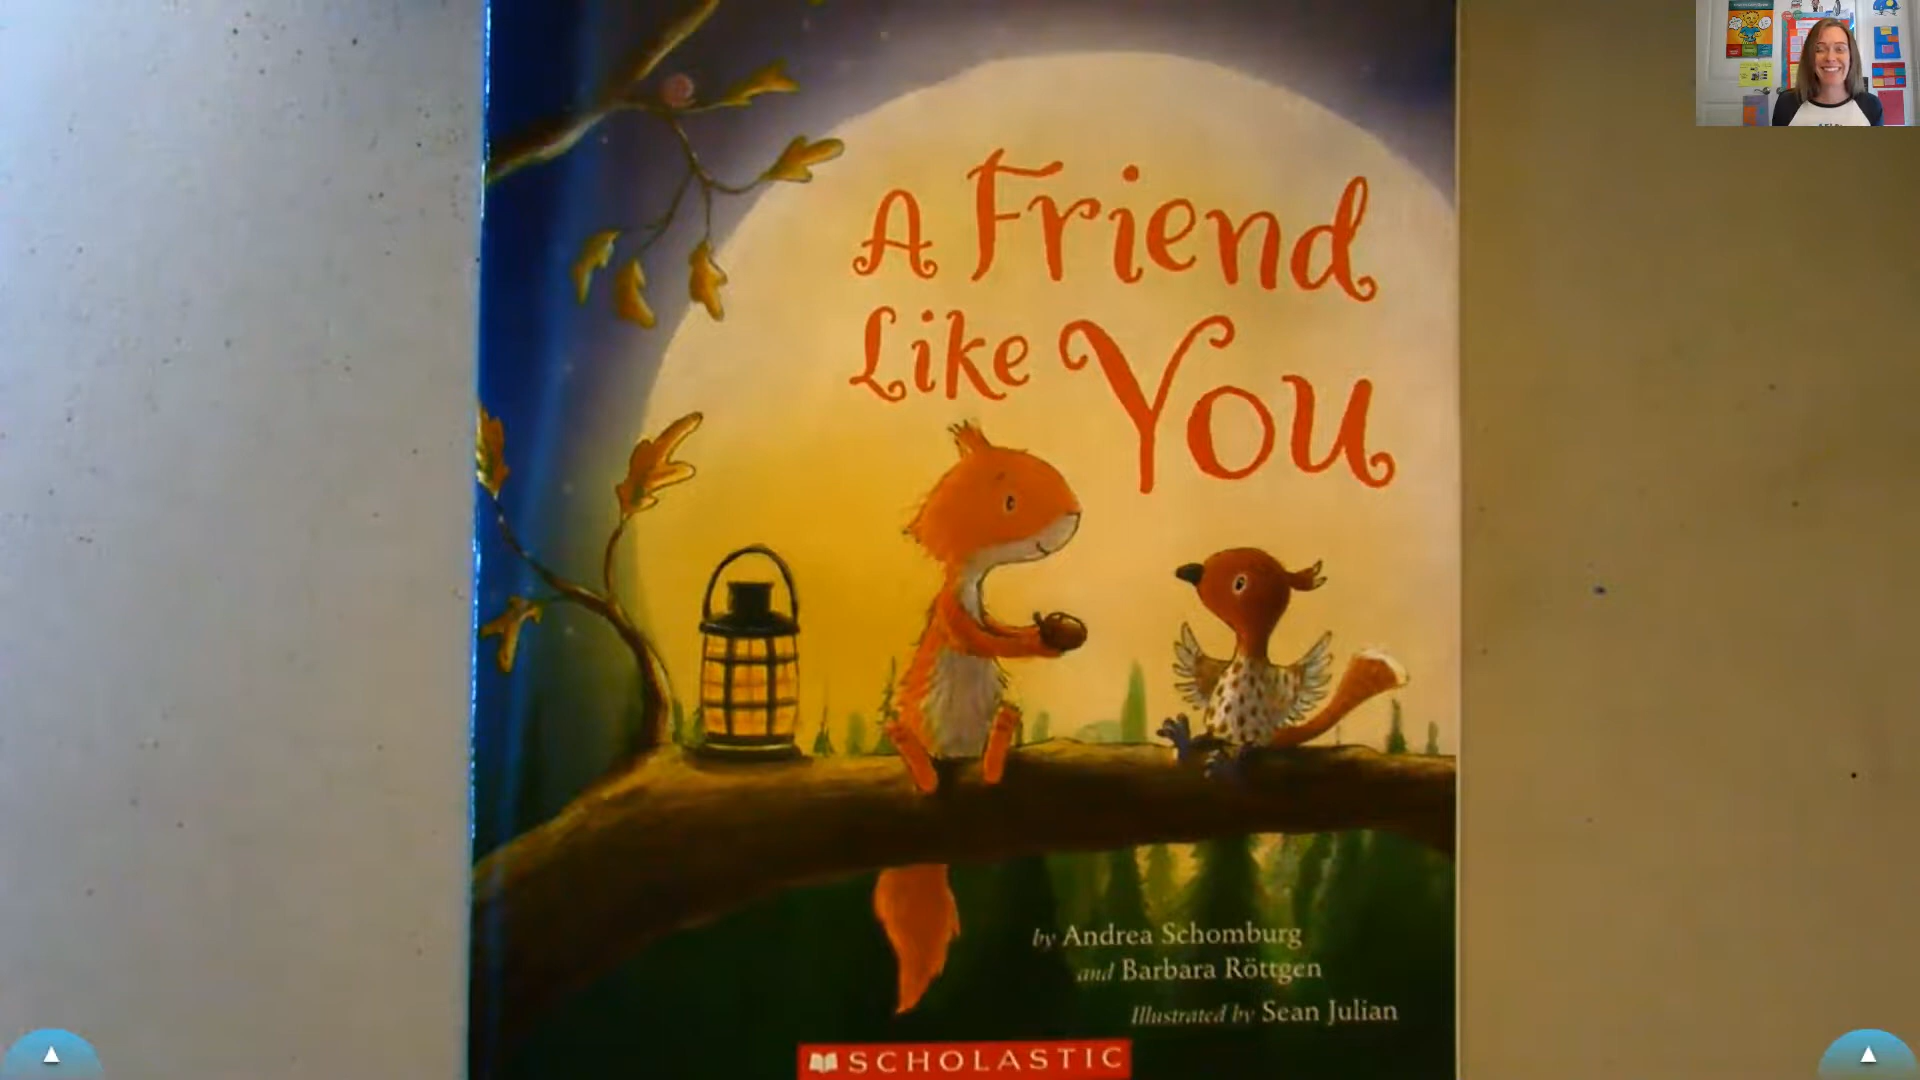 A Friend
Like You
by Andrea Schomburg
and Barbara Röttgen
Illustrated by Sean Julian
SCHOLASTIC